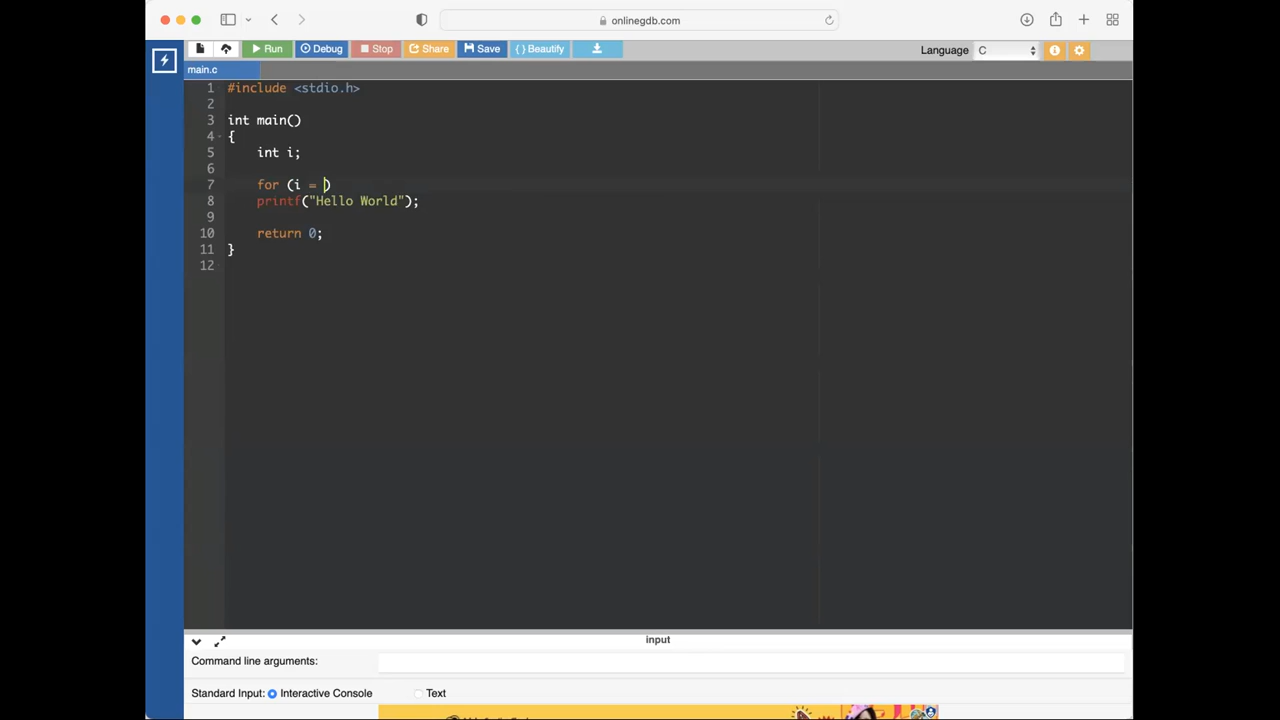 onlinegdb.com
Run Debug Stop Share Save { } Beautify
Language C
main.c
1 #include <stdio.h>
2
3 int main()
4 {
5 int i;
6
7 for (i = )
8 printf("Hello World");
9
10 return 0;
11 }
12
input
Command line arguments:
Standard Input: Interactive Console Text